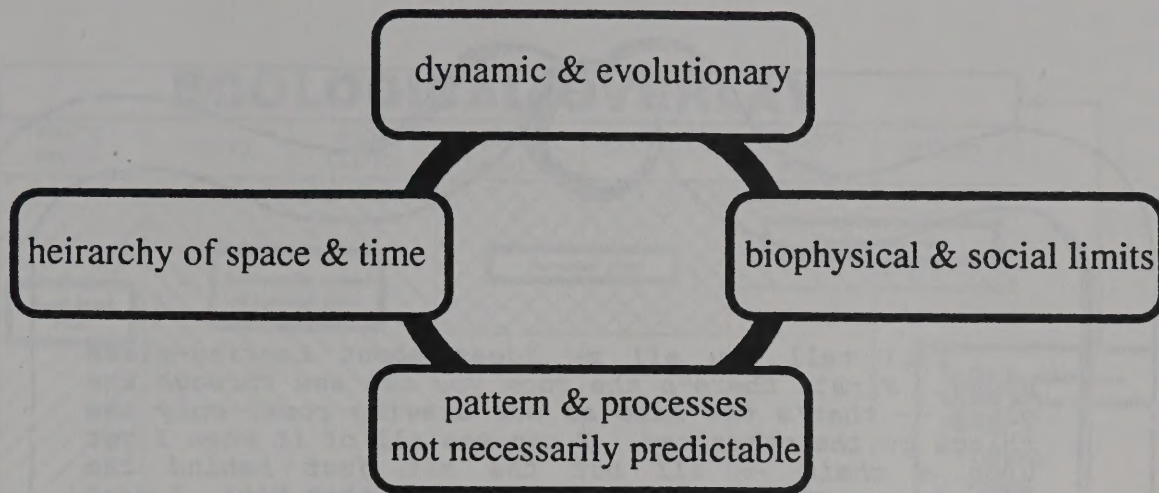 dynamic & evolutionary
heirarchy of space & time
biophysical & social limits
pattern & processes
not necessarily predictable